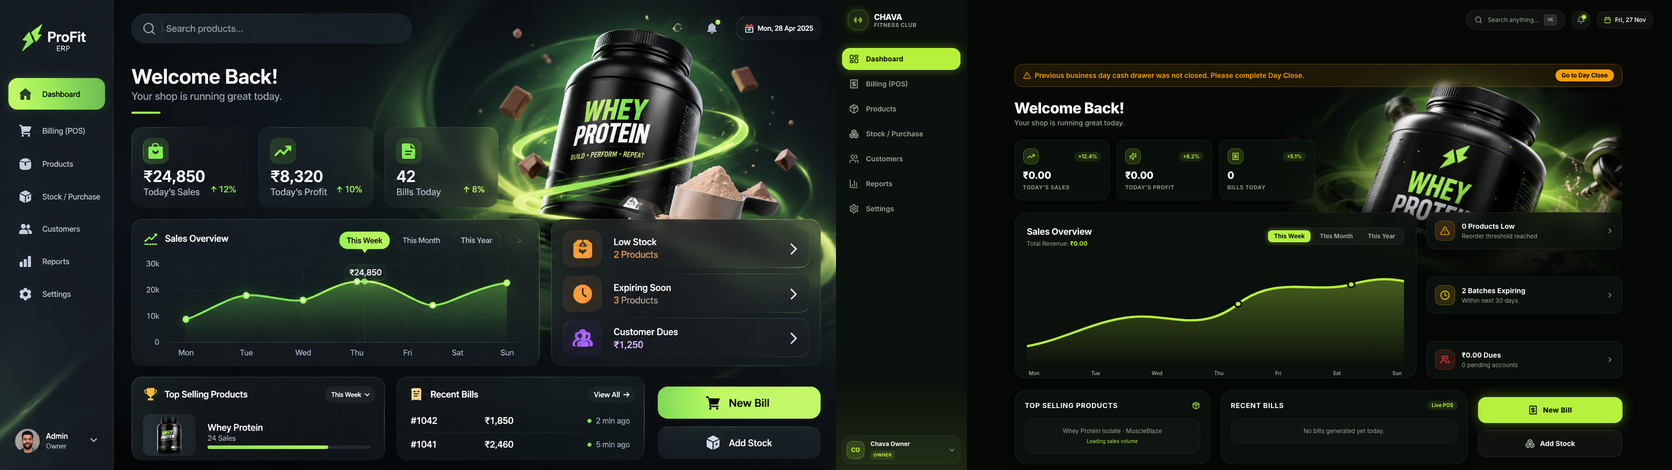 ProFit
ERP
Dashboard
Billing (POS)
Products
Stock / Purchase
Customers
Reports
Settings
Admin
Owner
Search products...
Mon, 28 Apr 2025
Welcome Back!
Your shop is running great today.
₹24,850
Today's Sales
↑ 12%
₹8,320
Today's Profit
↑ 10%
42
Bills Today
↑ 8%
WHEY
PROTEIN
BUILD • PERFORM • REPEAT
Sales Overview
This Week
This Month
This Year
₹24,850
30k
20k
10k
0
Mon Tue Wed Thu Fri Sat Sun
Low Stock
2 Products
Expiring Soon
3 Products
Customer Dues
₹1,250
Top Selling Products
This Week
Whey Protein
24 Sales
Recent Bills
View All →
#1042 ₹1,850 2 min ago
#1041 ₹2,460 5 min ago
New Bill
Add Stock
CHAVA
FITNESS CLUB
Dashboard
Billing (POS)
Products
Stock / Purchase
Customers
Reports
Settings
CO
Chava Owner
OWNER
Search anything...
⌘K
Fri, 27 Nov
Previous business day cash drawer was not closed. Please complete Day Close.
Go to Day Close
Welcome Back!
Your shop is running great today.
+12.4%
₹0.00
TODAY'S SALES
+8.2%
₹0.00
TODAY'S PROFIT
+5.1%
0
BILLS TODAY
WHEY
PROTEIN
Sales Overview
Total Revenue: ₹0.00
This Week
This Month
This Year
Mon Tue Wed Thu Fri Sat Sun
0 Products Low
Reorder threshold reached
2 Batches Expiring
Within next 30 days
₹0.00 Dues
0 pending accounts
TOP SELLING PRODUCTS
Whey Protein Isolate · MuscleBlaze
Leading sales volume
RECENT BILLS
Live POS
No bills generated yet today.
New Bill
Add Stock